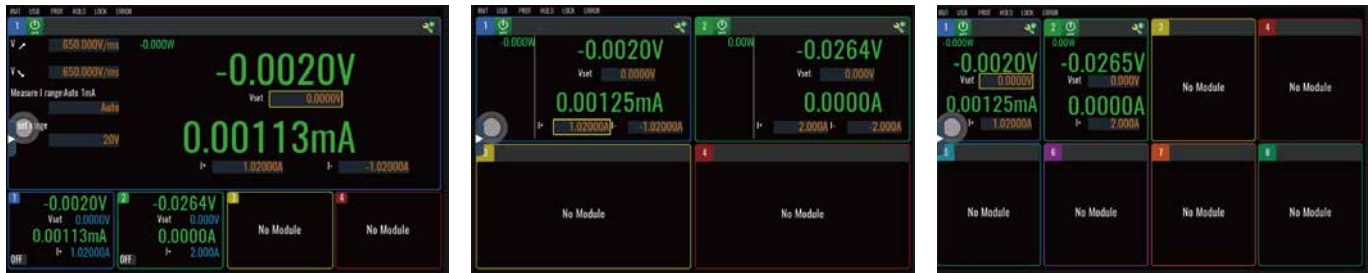 RMT USB PROT HOLD LOCK ERROR
1
V 650.000V/ms -0.000W
-0.0020V
V 650.000V/ms
Vset 0.0000V
Measure I range:Auto 1mA
Auto
0.00113mA
20V
I+ 1.02000A I- -1.02000A
1 -0.0020V
Vset 0.0000V
0.00113mA
OFF I+ 1.02000A
2 -0.0264V
Vset 0.000V
0.0000A
OFF I+ 2.000A
3
No Module
4
No Module
RMT USB PROT HOLD LOCK ERROR
1
-0.000W
-0.0020V
Vset 0.0000V
0.00125mA
I+ 1.02000A I- -1.02000A
2
0.00W
-0.0264V
Vset 0.000V
0.0000A
I+ 2.000A I- -2.000A
3
No Module
4
No Module
RMT USB PROT HOLD LOCK ERROR
1
-0.000W
-0.0020V
Vset 0.0000V
0.00125mA
I+ 1.02000A
2
0.00W
-0.0265V
Vset 0.000V
0.0000A
I+ 2.000A
3
No Module
4
No Module
5
No Module
6
No Module
7
No Module
8
No Module